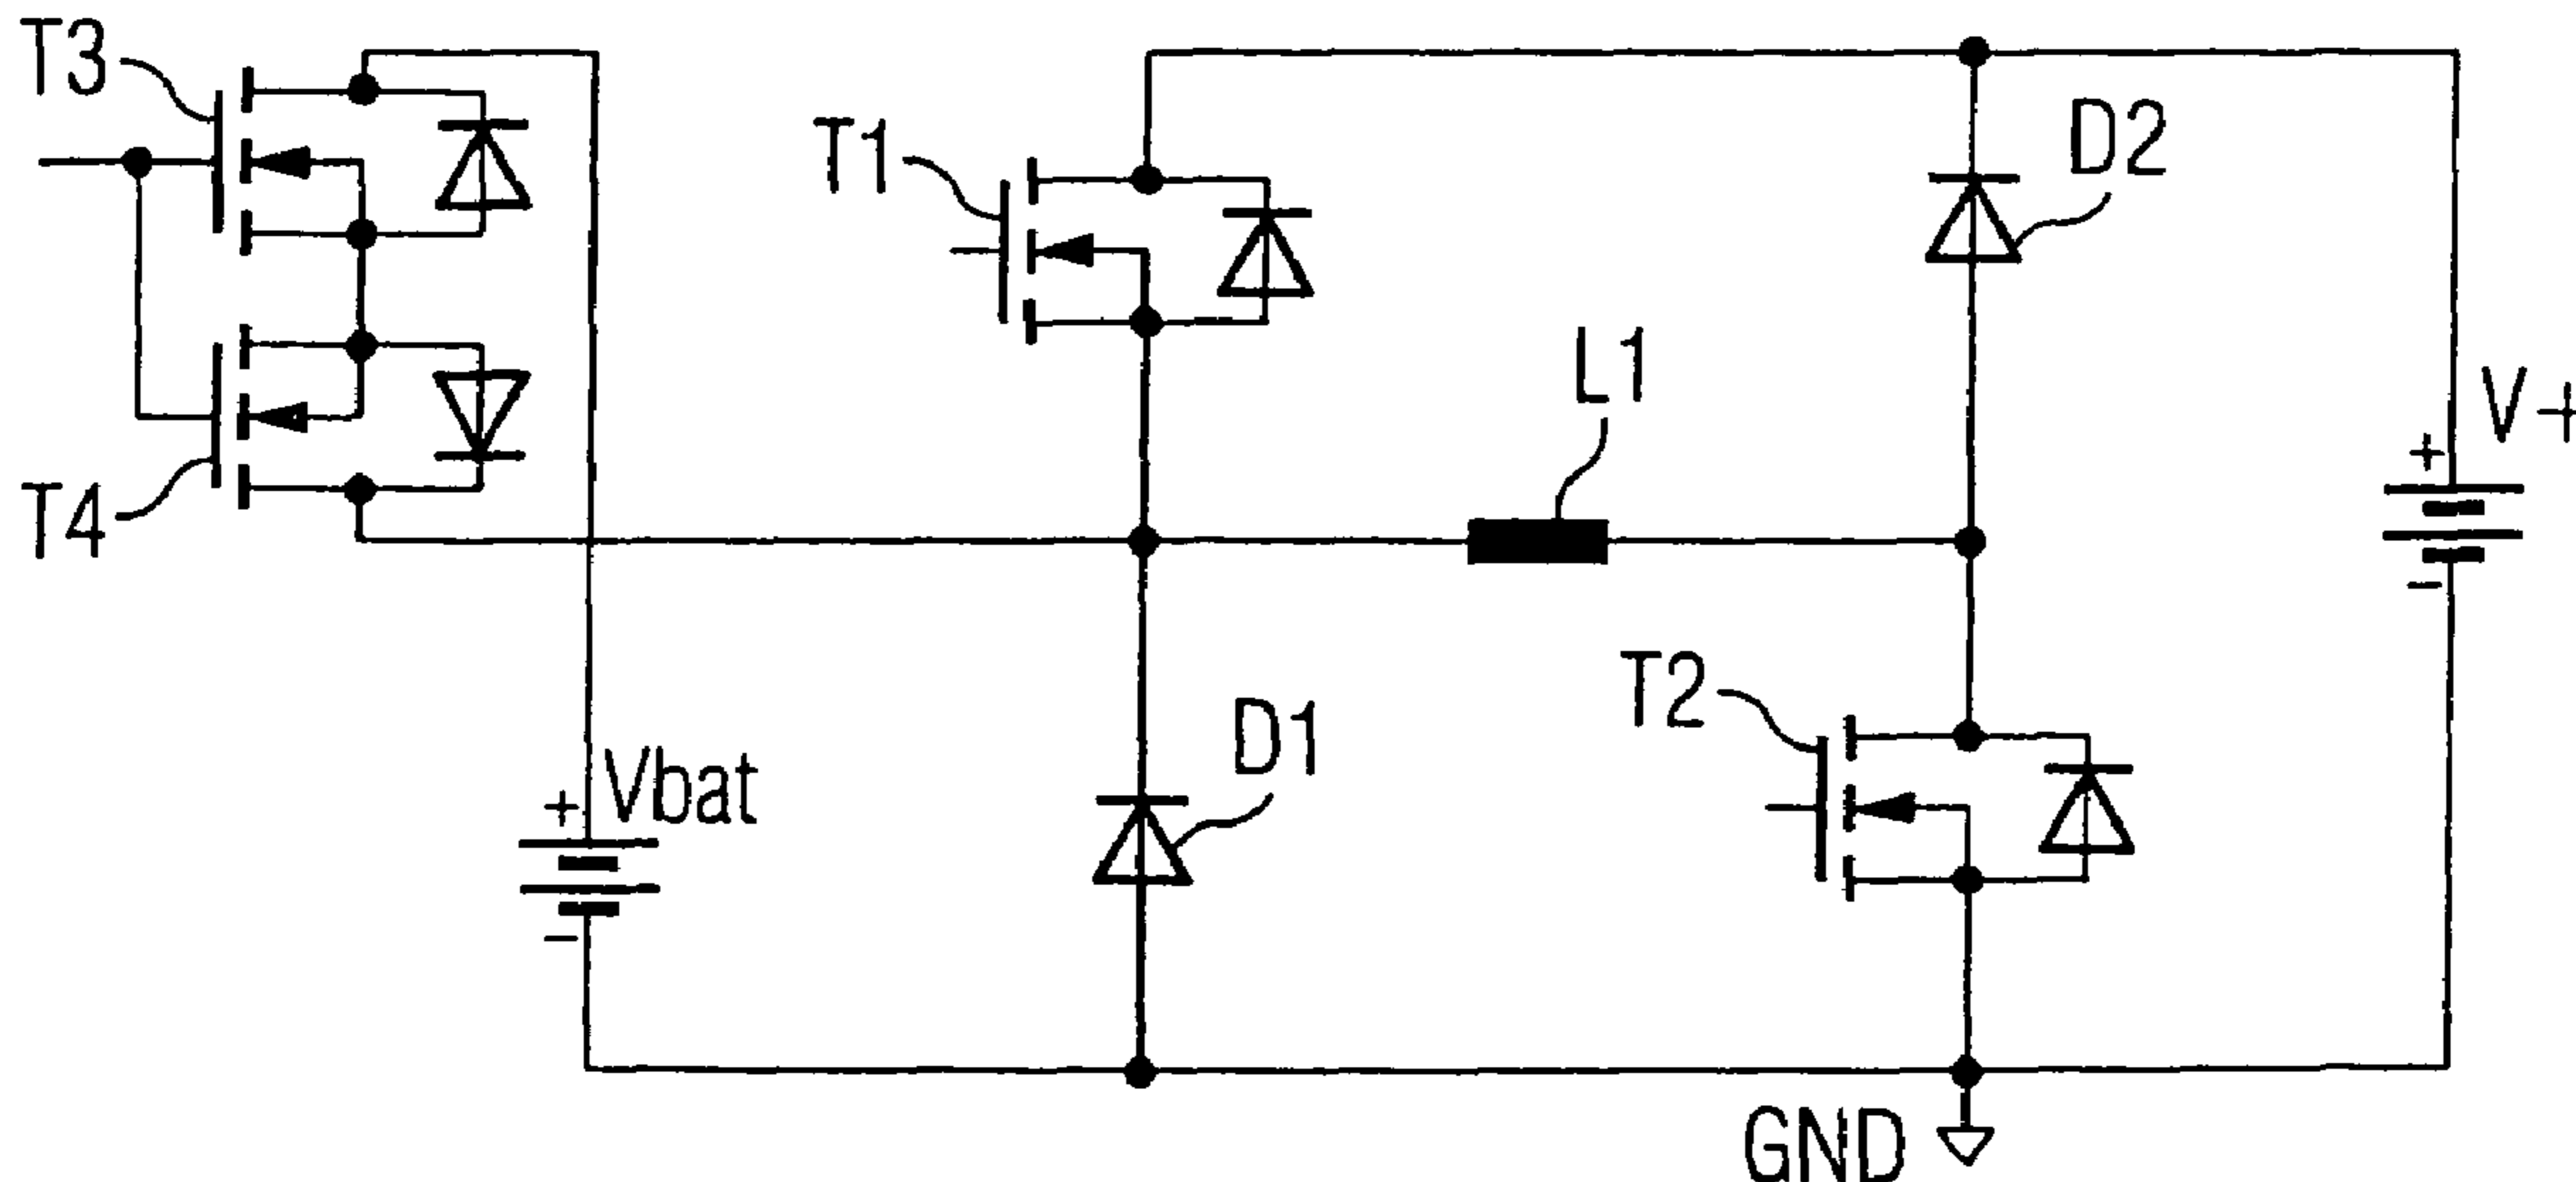 T3
T1
D2
L1
V+
+
-
T4
T2
D1
+
Vbat
-
GND